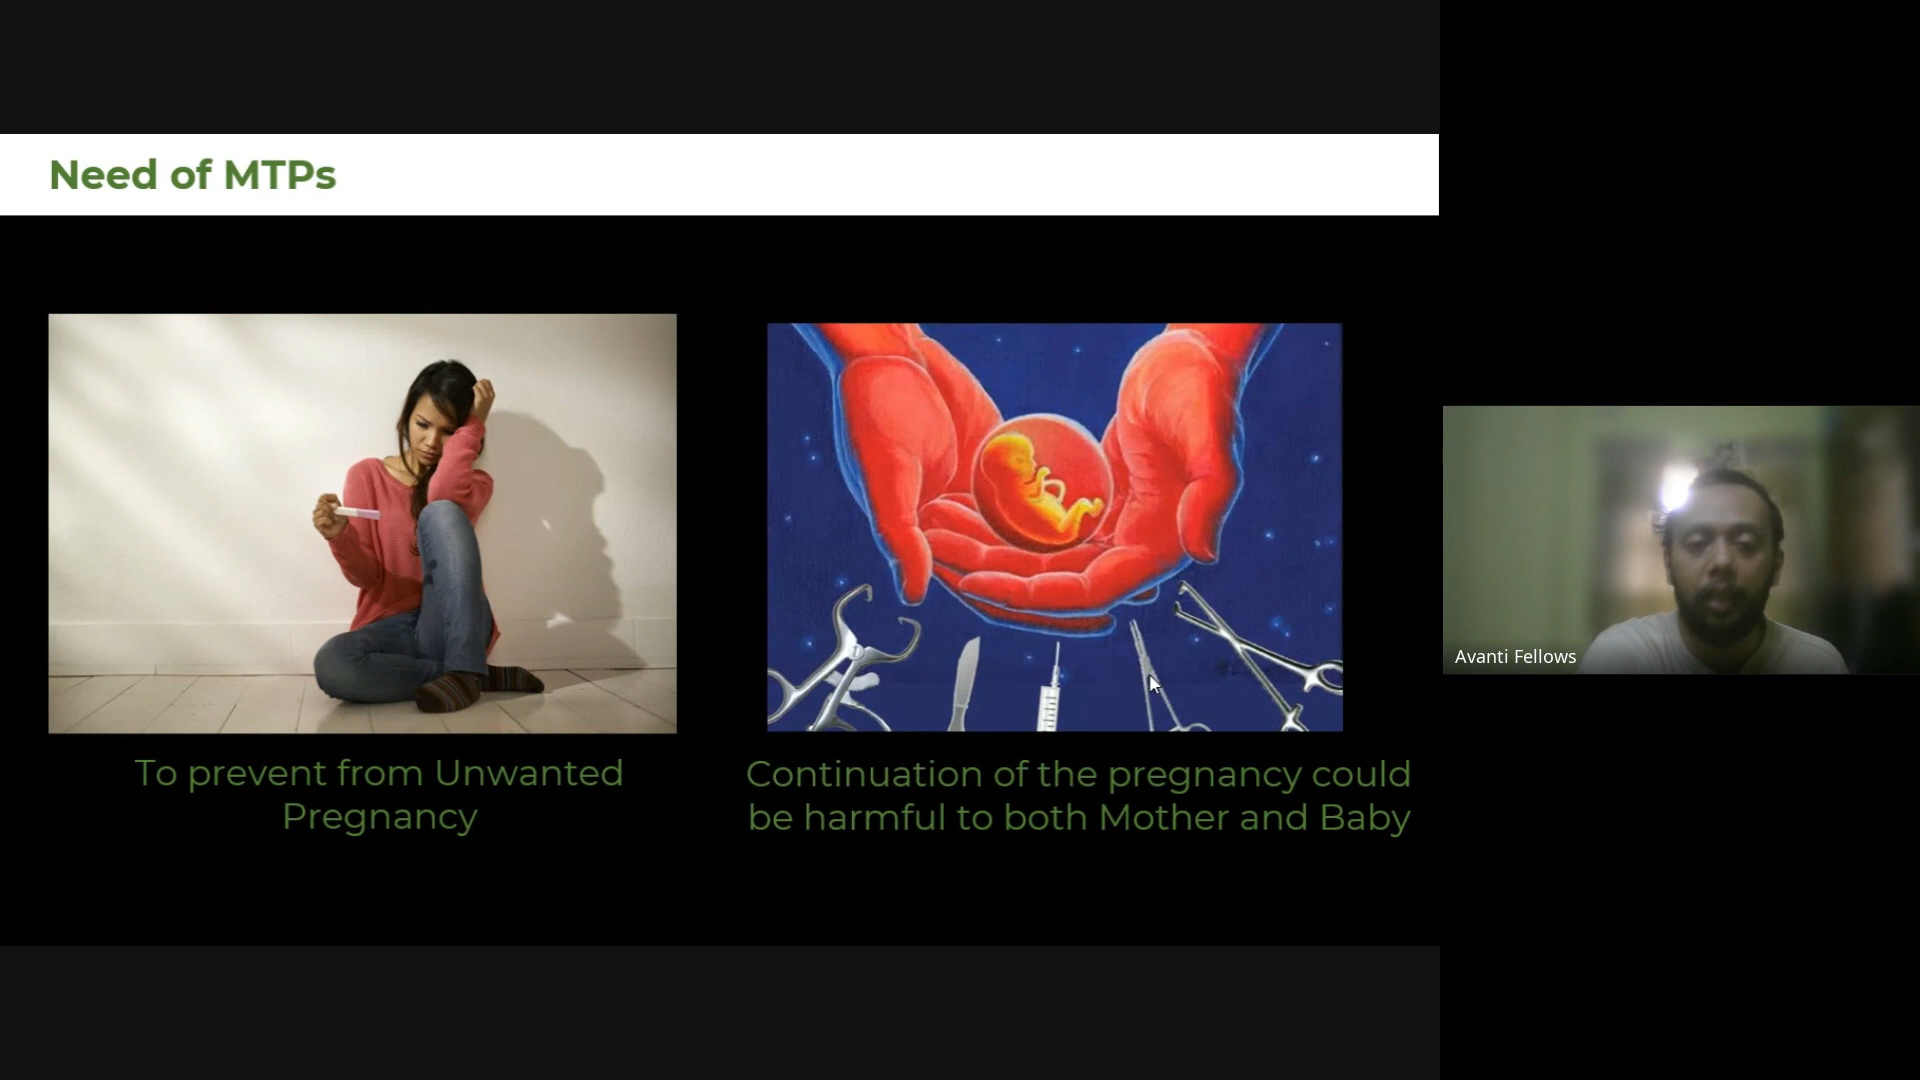 Need of MTPs
To prevent from Unwanted
Pregnancy
Continuation of the pregnancy could
be harmful to both Mother and Baby
Avanti Fellows